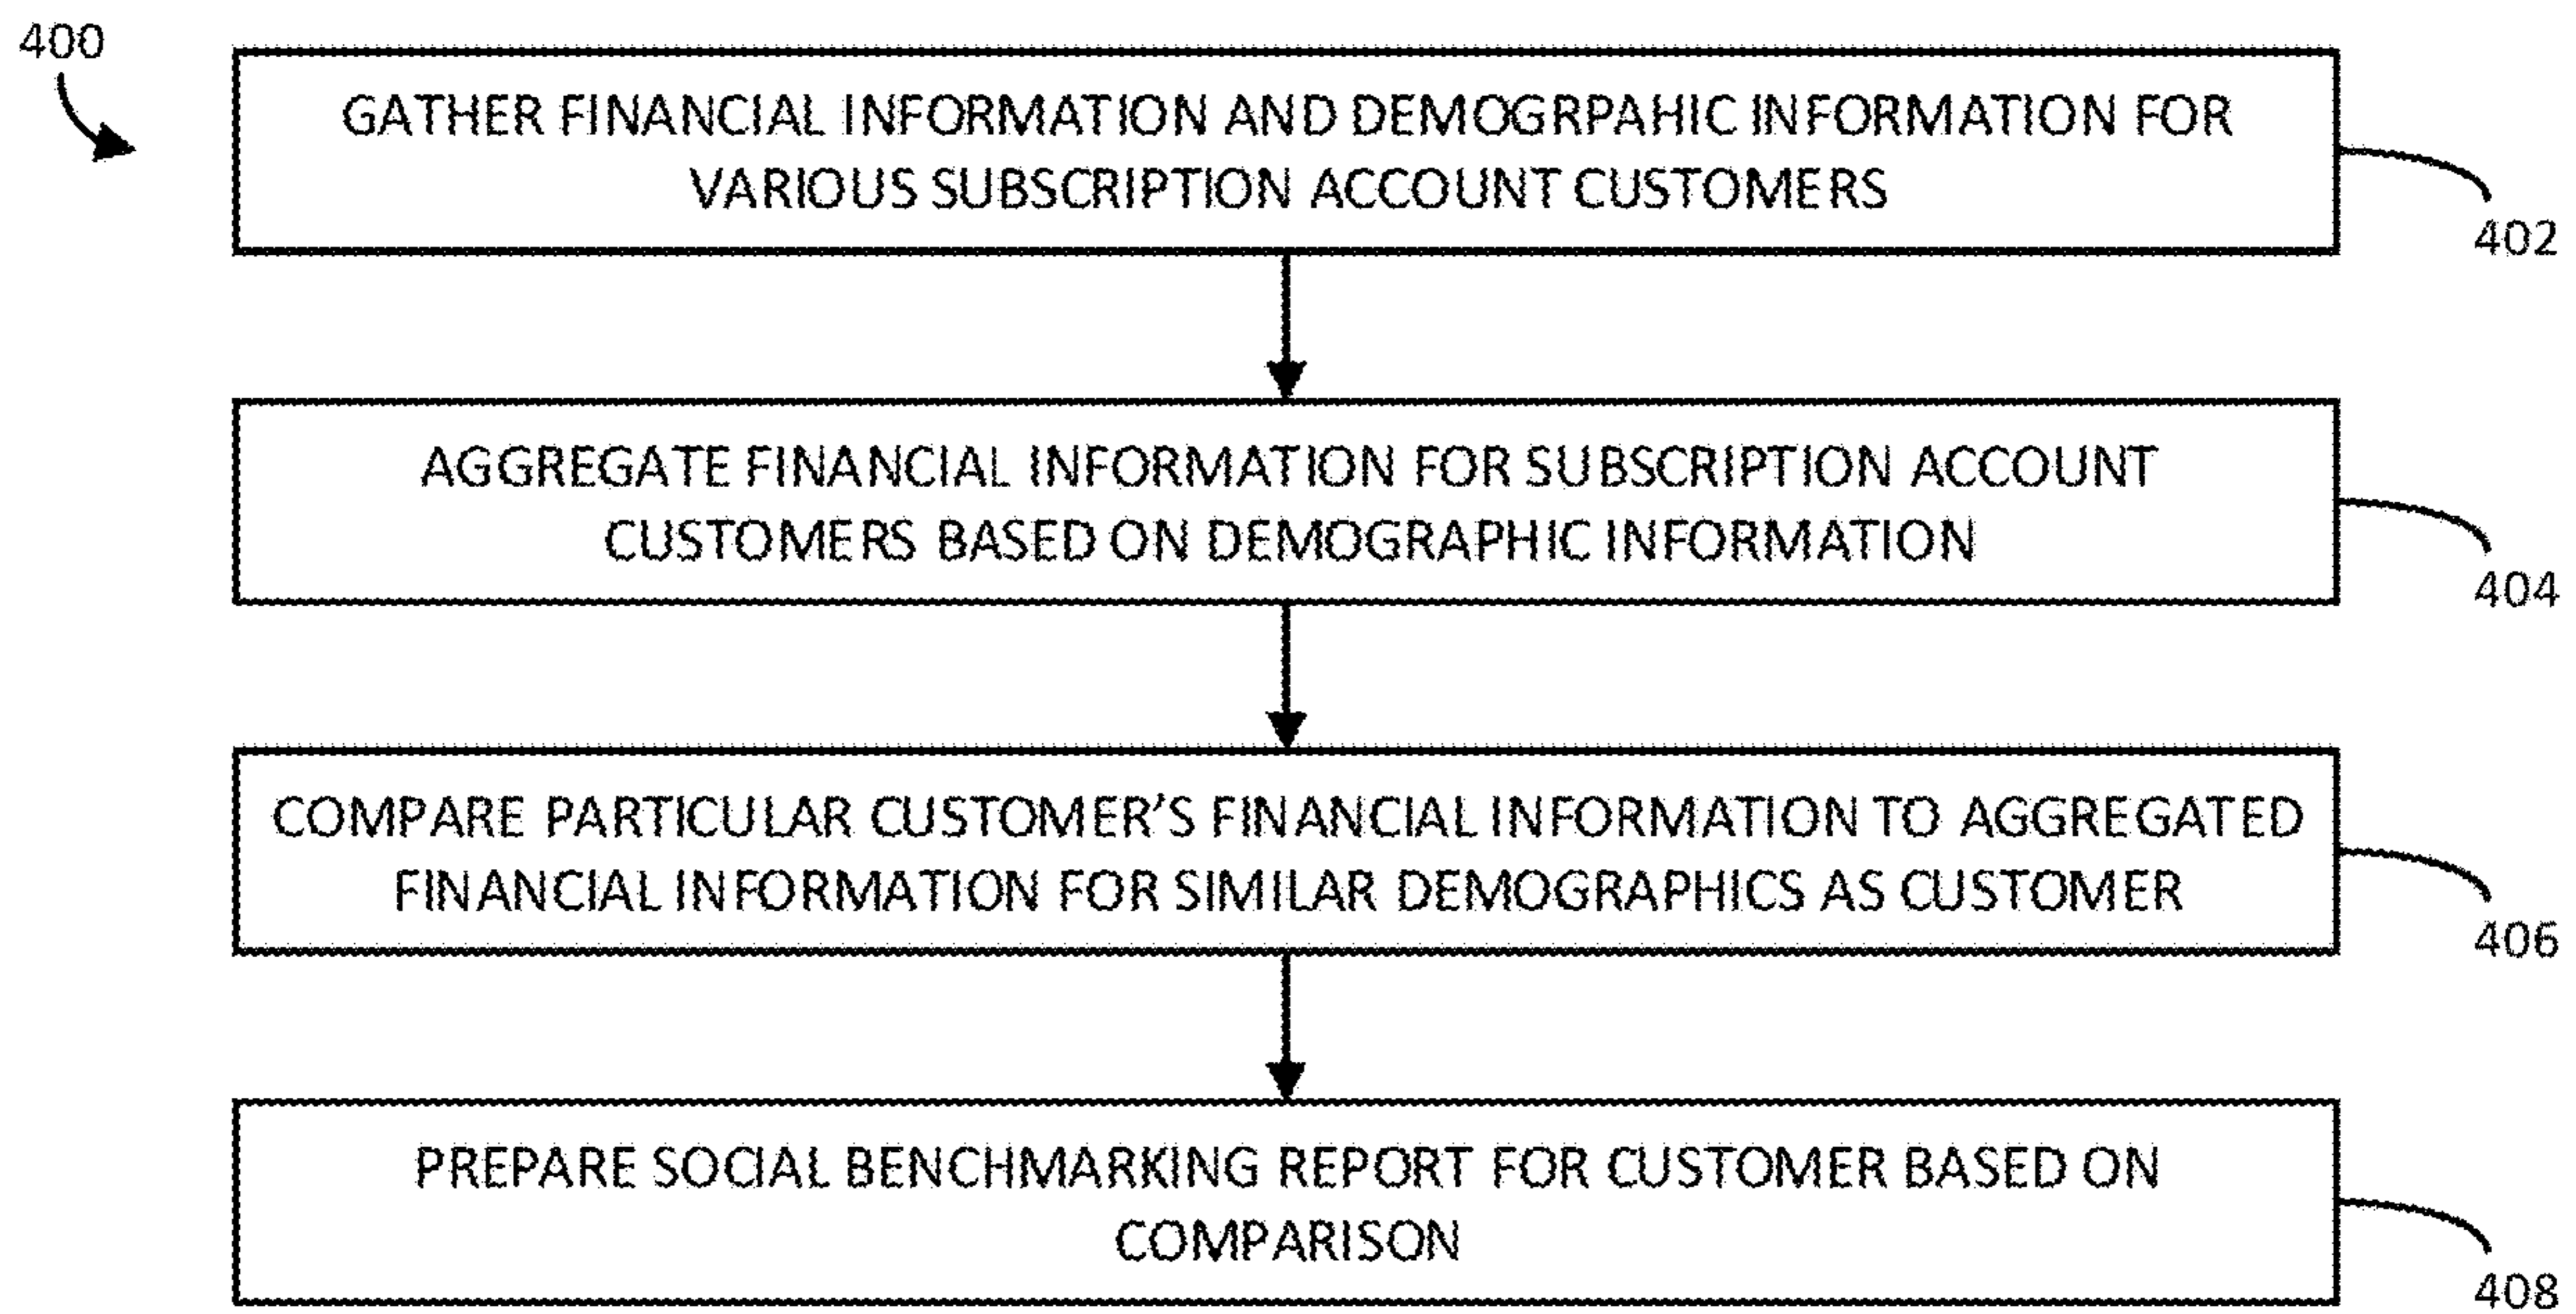 400
GATHER FINANCIAL INFORMATION AND DEMOGRPAHIC INFORMATION FOR
VARIOUS SUBSCRIPTION ACCOUNT CUSTOMERS
402
AGGREGATE FINANCIAL INFORMATION FOR SUBSCRIPTION ACCOUNT
CUSTOMERS BASED ON DEMOGRAPHIC INFORMATION
404
COMPARE PARTICULAR CUSTOMER’S FINANCIAL INFORMATION TO AGGREGATED
FINANCIAL INFORMATION FOR SIMILAR DEMOGRAPHICS AS CUSTOMER
406
PREPARE SOCIAL BENCHMARKING REPORT FOR CUSTOMER BASED ON
COMPARISON
408